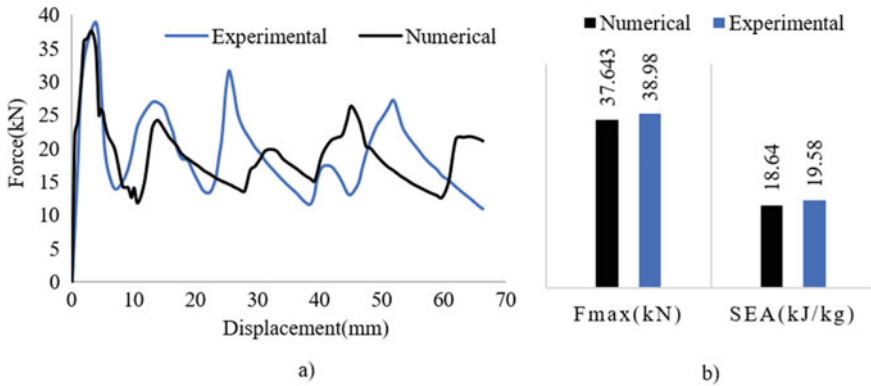 Experimental
Numerical
Force(kN)
40
35
30
25
20
15
10
5
0
0
10
20
30
40
50
60
70
Displacement(mm)
a)
Numerical
Experimental
37.643
38.98
18.64
19.58
Fmax(kN)
SEA(kJ/kg)
b)